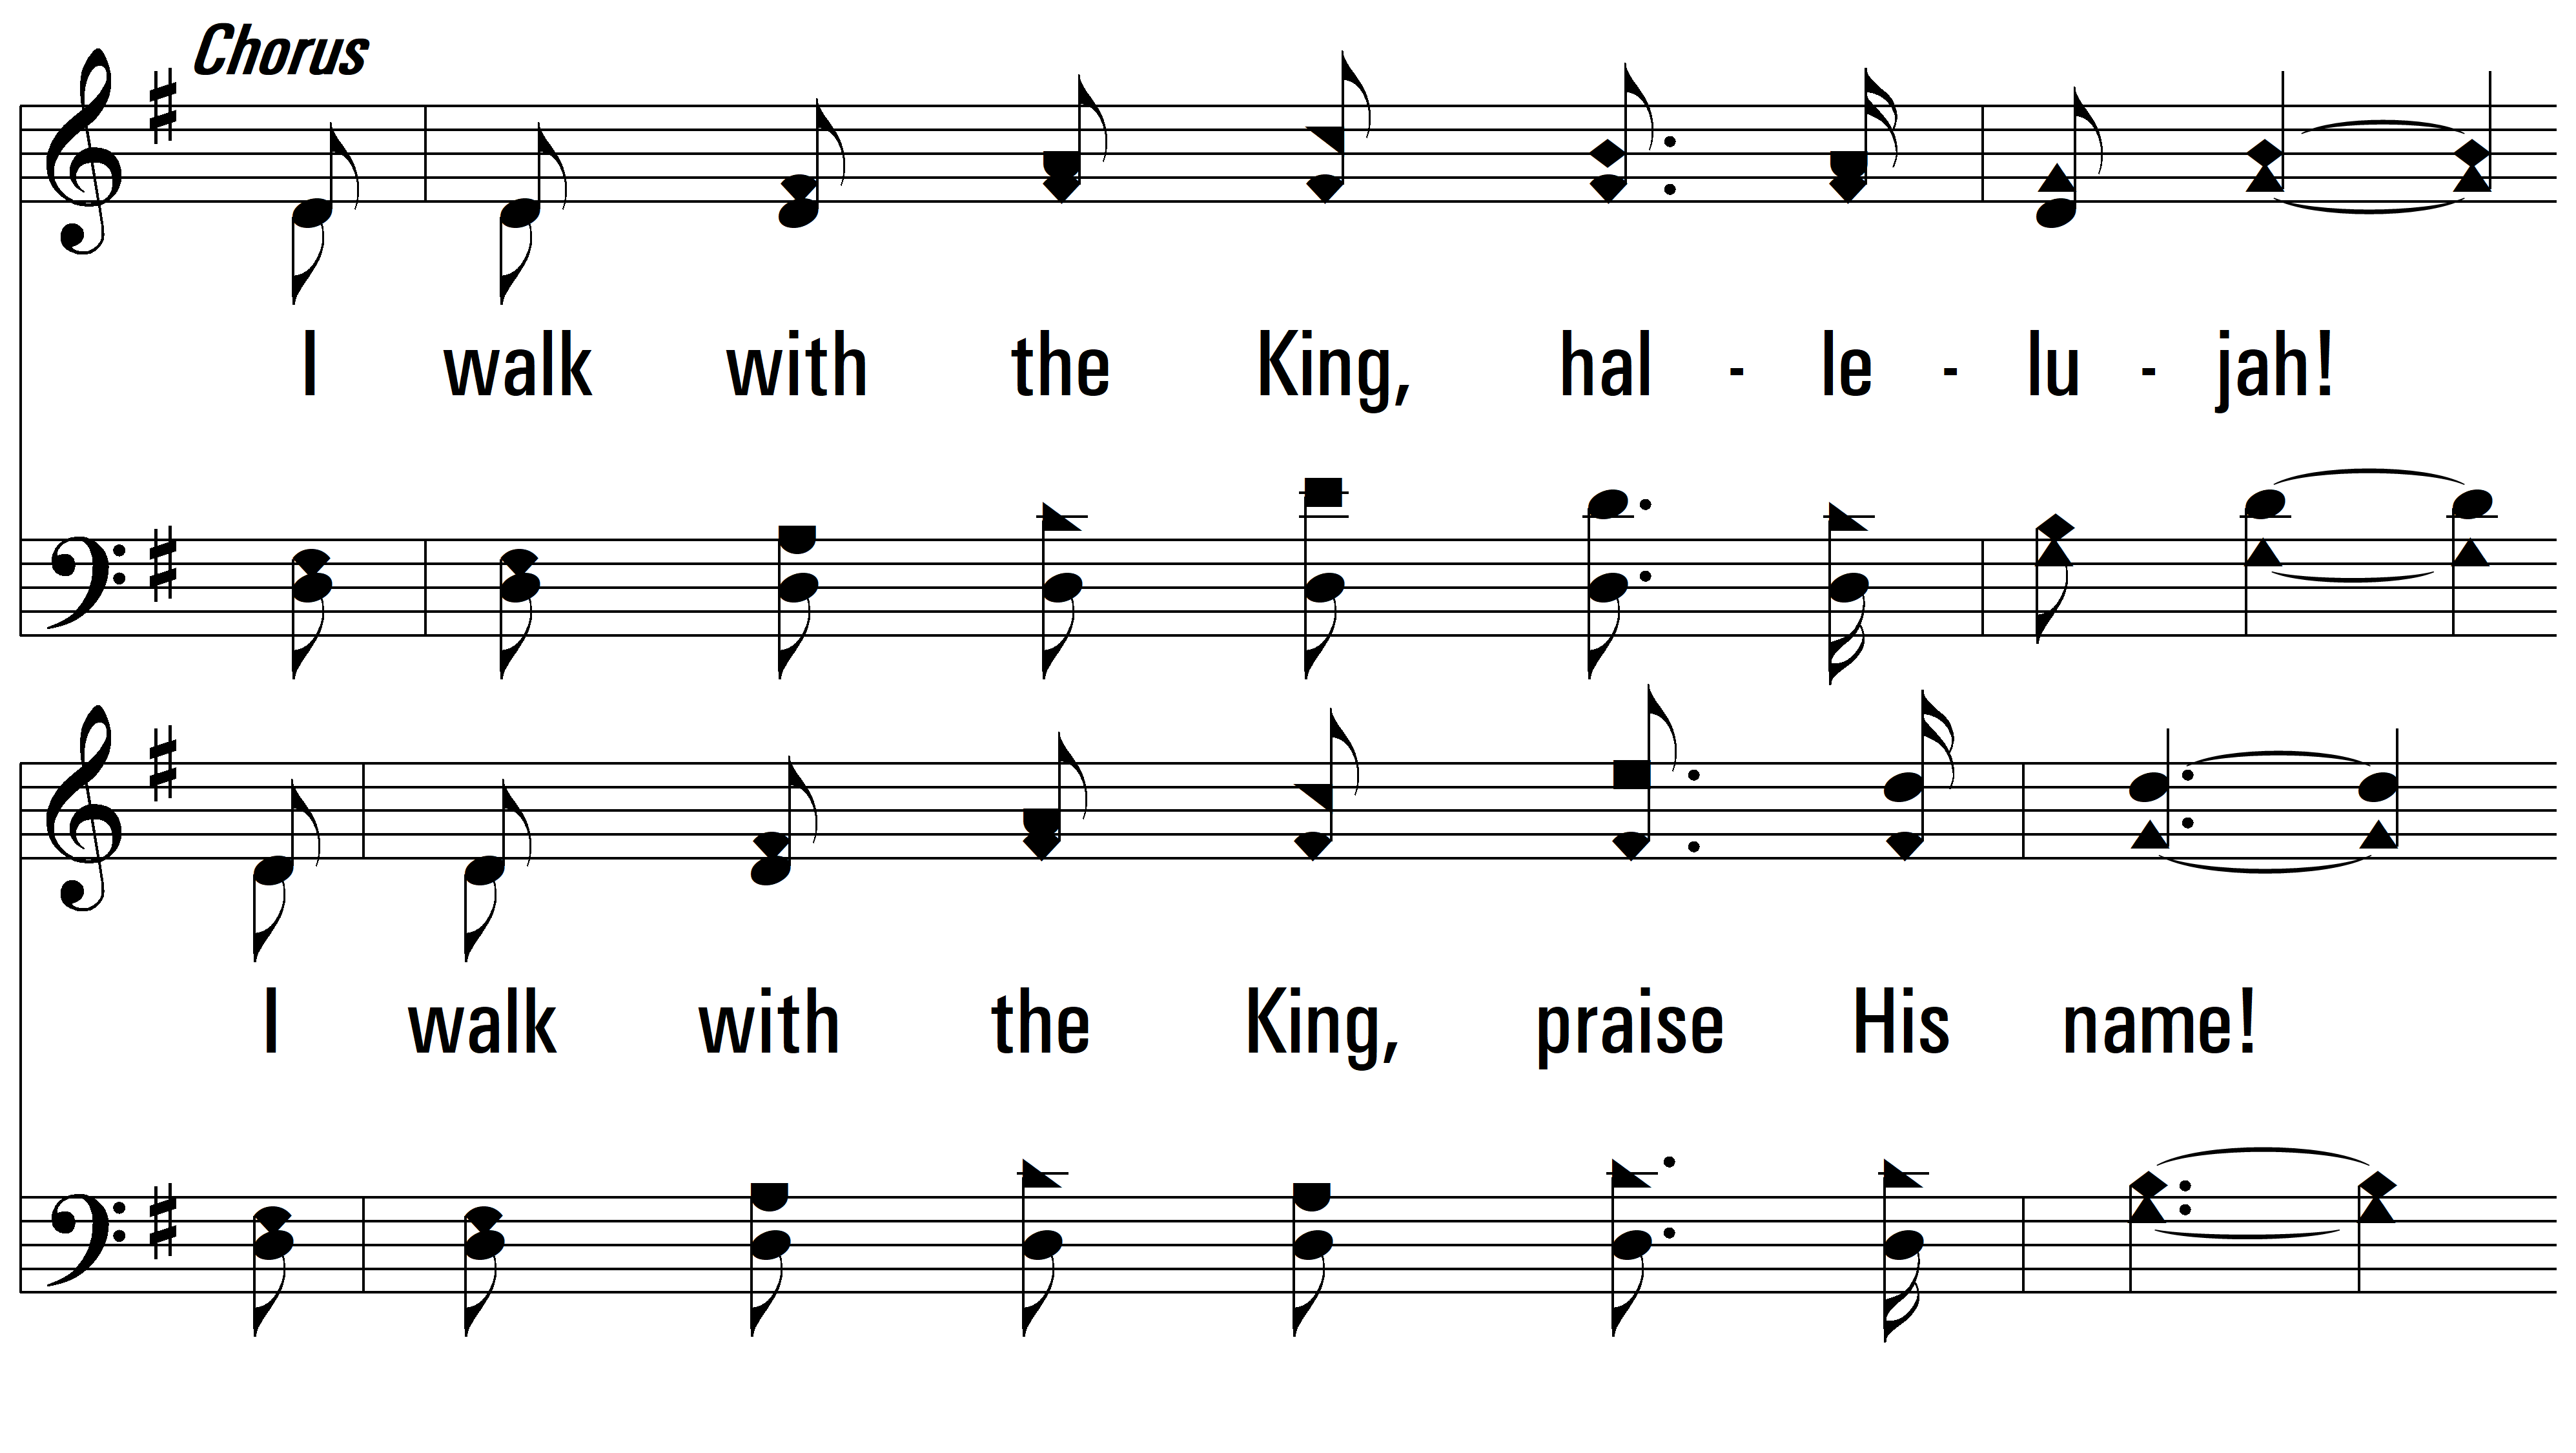 Chorus
I walk with the King, hal - le - lu - jah!
I walk with the King, praise His name!